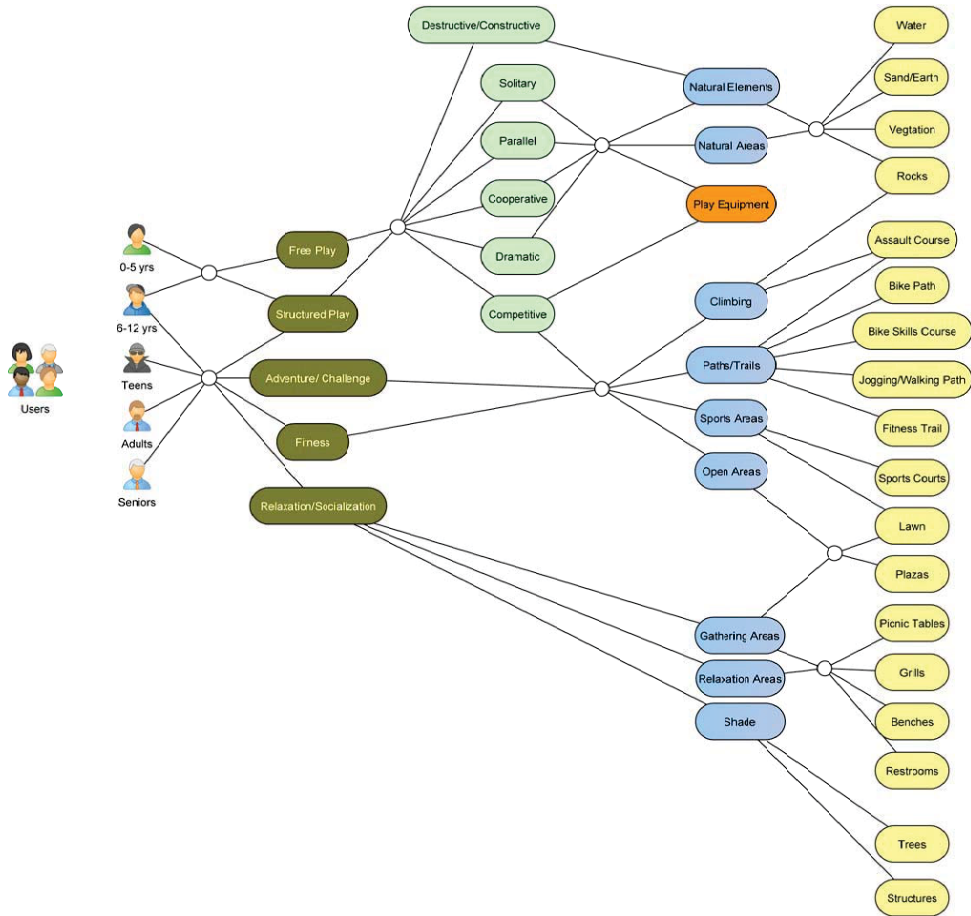 Users
0-5 yrs
6-12 yrs
Teens
Adults
Seniors
Free Play
Structured Play
Adventure/ Challenge
Fitness
Relaxation/Socialization
Destructive/Constructive
Solitary
Parallel
Cooperative
Dramatic
Competitive
Natural Elements
Natural Areas
Play Equipment
Climbing
Paths/Trails
Sports Areas
Open Areas
Gathering Areas
Relaxation Areas
Shade
Water
Sand/Earth
Vegtation
Rocks
Assault Course
Bike Path
Bike Skills Course
Jogging/Walking Path
Fitness Trail
Sports Courts
Lawn
Plazas
Picnic Tables
Grills
Benches
Restrooms
Trees
Structures